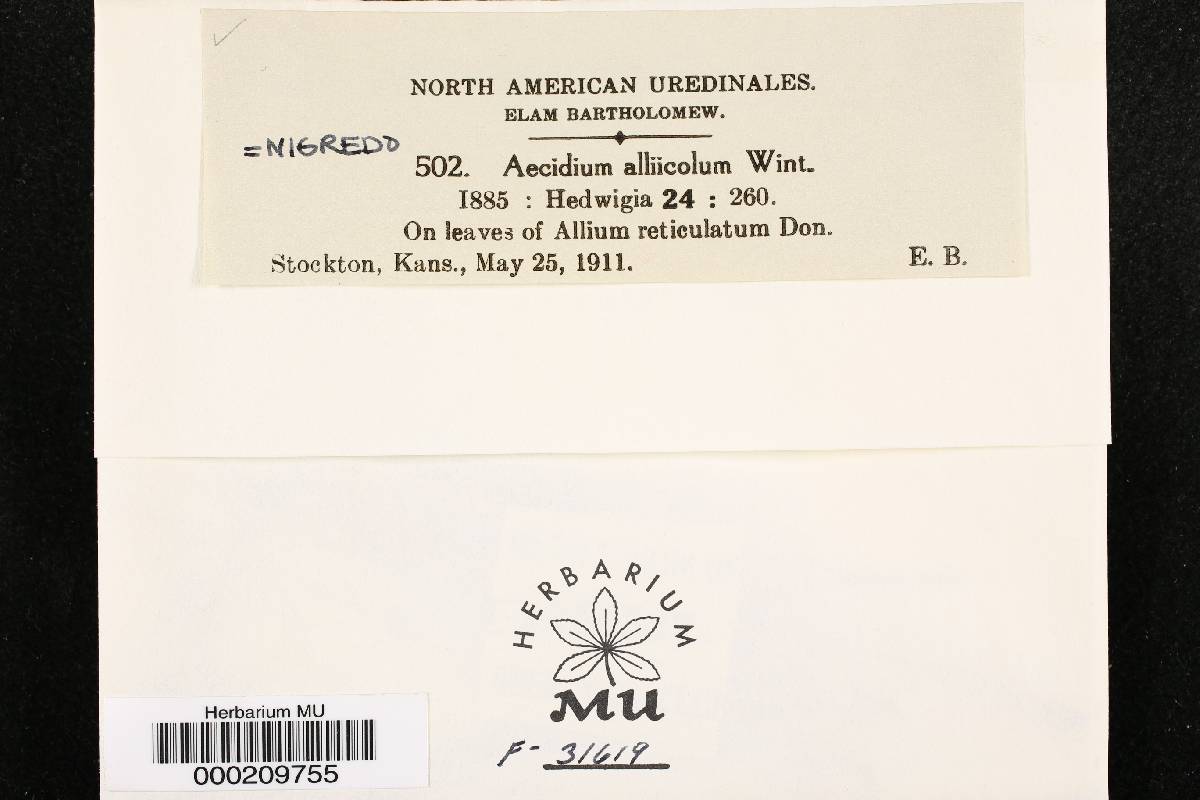 NORTH AMERICAN UREDINALES.
ELAM BARTHOLOMEW.
=NIGREDO
502. Aecidium alliicolum Wint.
1885 : Hedwigia 24 : 260.
On leaves of Allium reticulatum Don.
Stockton, Kans., May 25, 1911. E. B.
HERBARIUM
MU
F- 31619
Herbarium MU
000209755